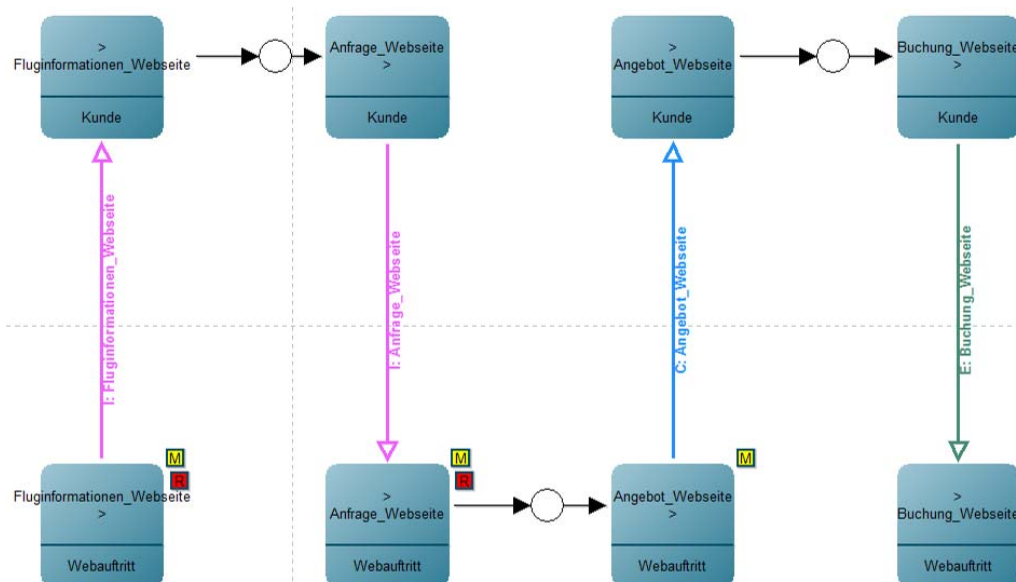 >
Fluginformationen_Webseite
Kunde
Anfrage_Webseite
>
Kunde
>
Angebot_Webseite
Kunde
Buchung_Webseite
>
Kunde
I: Fluginformationen_Webseite
I: Anfrage_Webseite
C: Angebot_Webseite
E: Buchung_Webseite
M
R
Fluginformationen_Webseite
>
Webauftritt
M
R
>
Anfrage_Webseite
Webauftritt
M
Angebot_Webseite
>
Webauftritt
>
Buchung_Webseite
Webauftritt